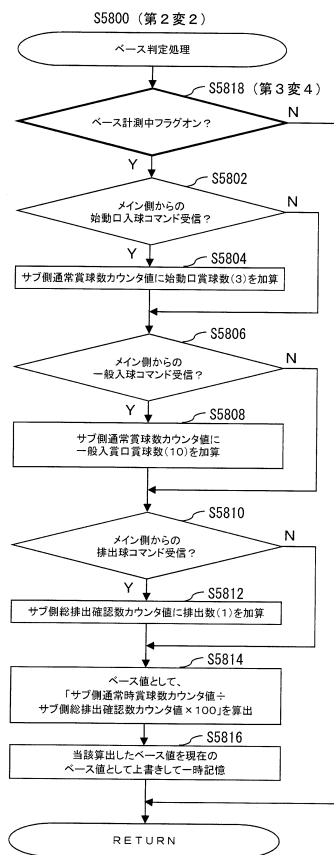 S5800 (第2変2)
ベース判定処理
S5818 (第3変4)
ベース計測中フラグオン?
N
Y
S5802
メイン側からの
始動口入球コマンド受信?
N
Y
S5804
サブ側通常賞球数カウンタ値に始動口賞球数(3)を加算
S5806
メイン側からの
一般入球コマンド受信?
N
Y
S5808
サブ側通常賞球数カウンタ値に
一般入賞口賞球数(10)を加算
S5810
メイン側からの
排出球コマンド受信?
N
Y
S5812
サブ側総排出確認数カウンタ値に排出数(1)を加算
S5814
ベース値として、
「サブ側通常時賞球数カウンタ値÷
サブ側総排出確認数カウンタ値×100」を算出
S5816
当該算出したベース値を現在の
ベース値として上書きして一時記憶
RETURN